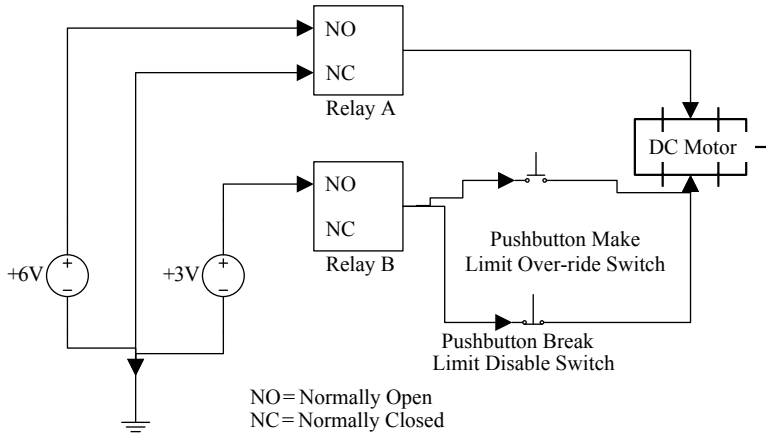 NO
NC
Relay A
DC Motor
NO
NC
Relay B
+6V
+
−
+3V
+
−
Pushbutton Make
Limit Over-ride Switch
Pushbutton Break
Limit Disable Switch
NO=Normally Open
NC=Normally Closed